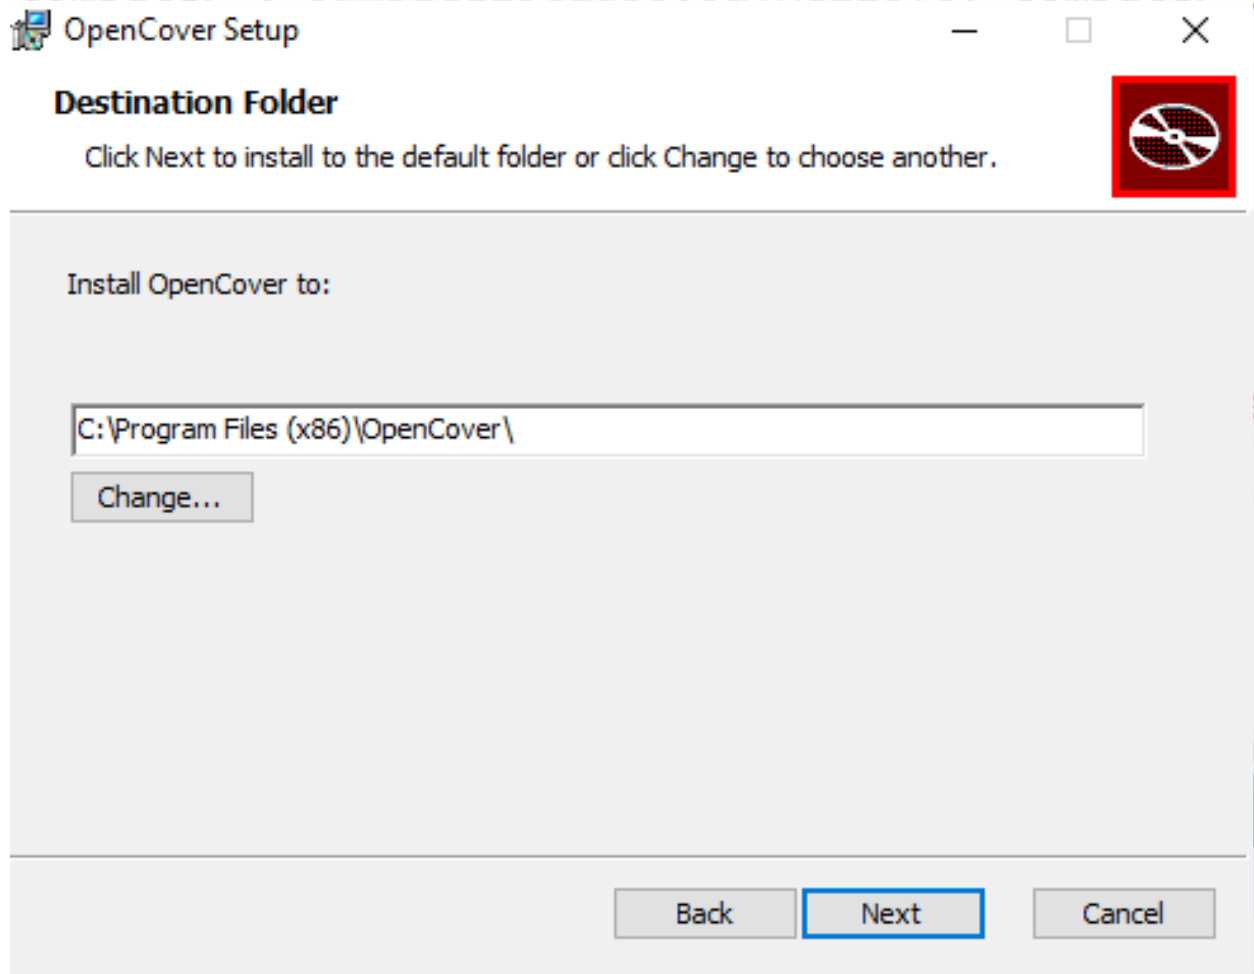 OpenCover Setup
Destination Folder
Click Next to install to the default folder or click Change to choose another.
Install OpenCover to:
C:\Program Files (x86)\OpenCover\
Change...
Back Next Cancel